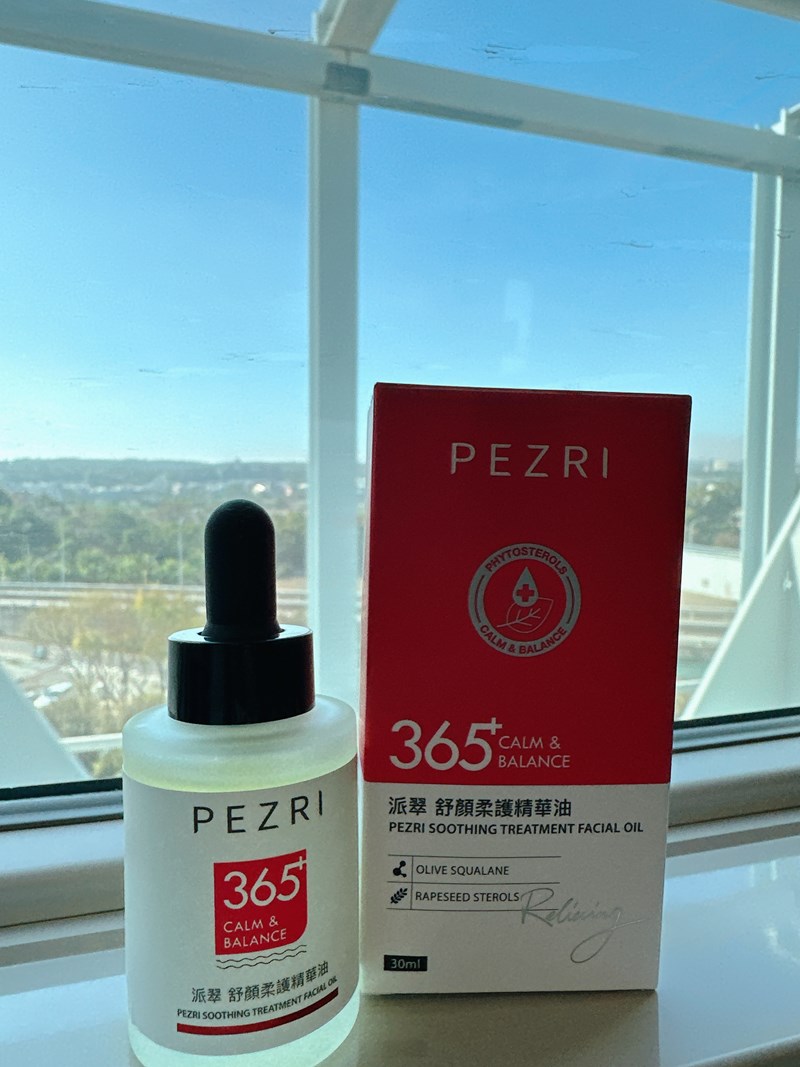 PEZRI
PHYTOSTEROLS
CALM & BALANCE
365+ CALM &
BALANCE
派翠 舒顏柔護精華油
PEZRI SOOTHING TREATMENT FACIAL OIL
OLIVE SQUALANE
RAPESEED STEROLS
Relieving
30ml
PEZRI
365+
CALM &
BALANCE
派翠 舒顏柔護精華油
PEZRI SOOTHING TREATMENT FACIAL OIL